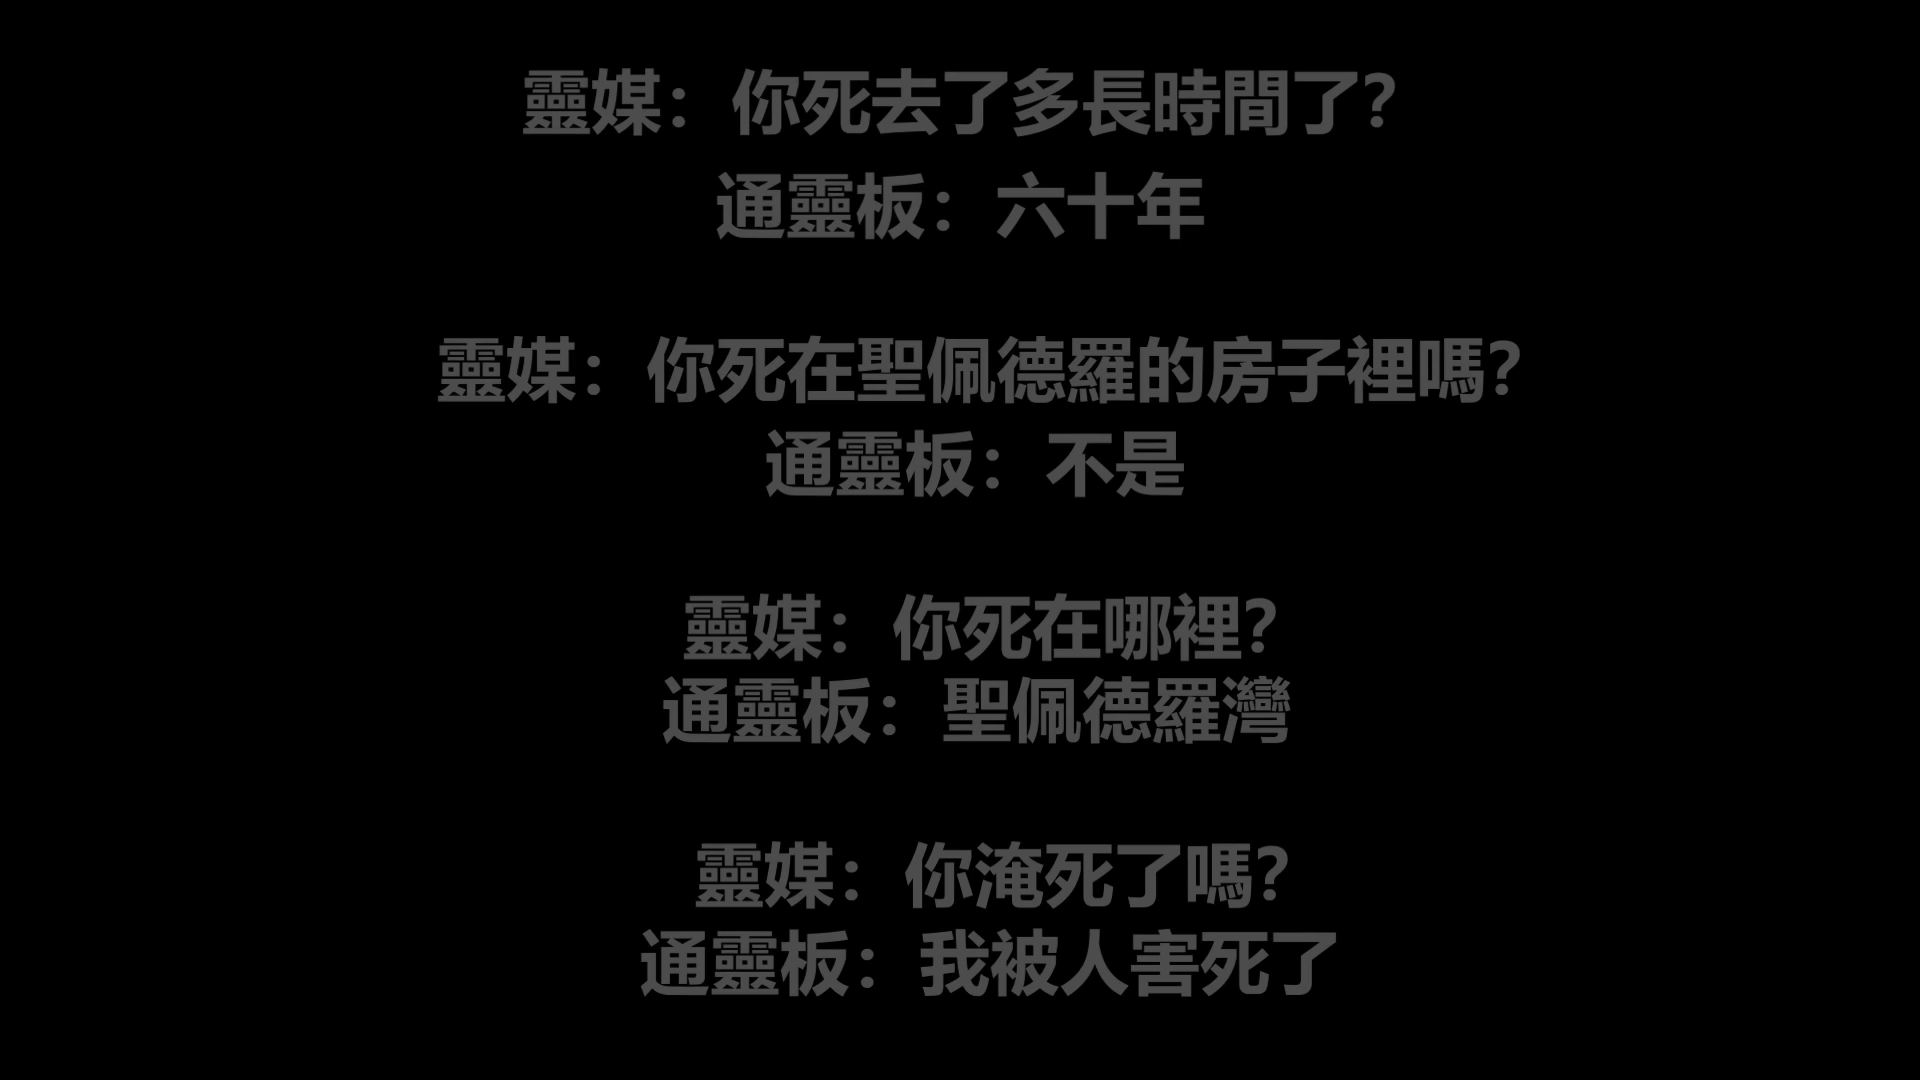 靈媒：你死去了多長時間了？
通靈板：六十年
靈媒：你死在聖佩德羅的房子裡嗎？
通靈板：不是
靈媒：你死在哪裡？
通靈板：聖佩德羅灣
靈媒：你淹死了嗎？
通靈板：我被人害死了